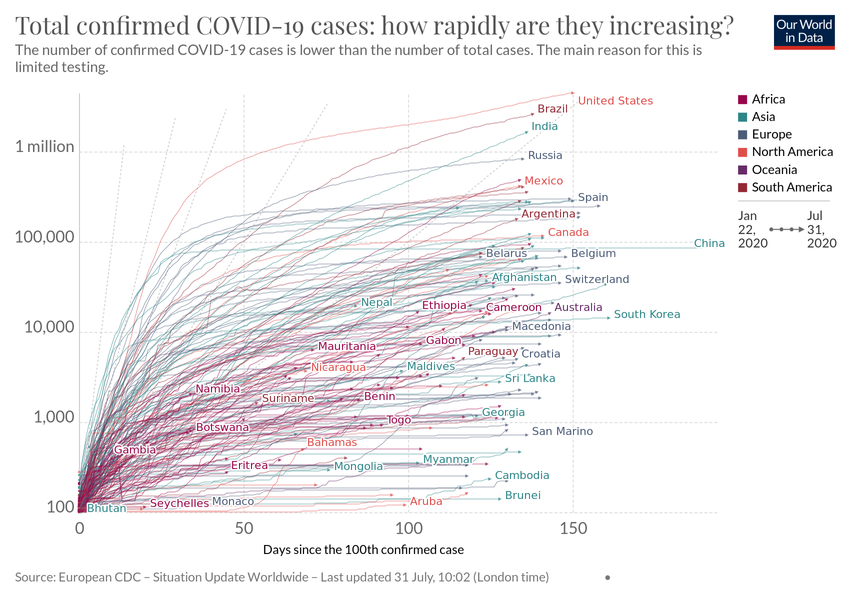 Total confirmed COVID-19 cases: how rapidly are they increasing?
The number of confirmed COVID-19 cases is lower than the number of total cases. The main reason for this is
limited testing.
Our World
in Data
United States
Brazil
India
1 million
Russia
Mexico
Spain
Argentina
Canada
100,000
China
Belarus
Belgium
Afghanistan
Switzerland
Nepal
Ethiopia
Cameroon
Australia
South Korea
10,000
Macedonia
Gabon
Mauritania
Paraguay
Croatia
Nicaragua
Maldives
Sri Lanka
Namibia
Suriname
Benin
Georgia
1,000
Togo
Botswana
San Marino
Bahamas
Gambia
Myanmar
Eritrea
Mongolia
Cambodia
Brunei
Seychelles
Monaco
Aruba
100
Bhutan
0
50
100
150
Days since the 100th confirmed case
Africa
Asia
Europe
North America
Oceania
South America
Jan
22,
2020
Jul
31,
2020
Source: European CDC – Situation Update Worldwide – Last updated 31 July, 10:02 (London time)